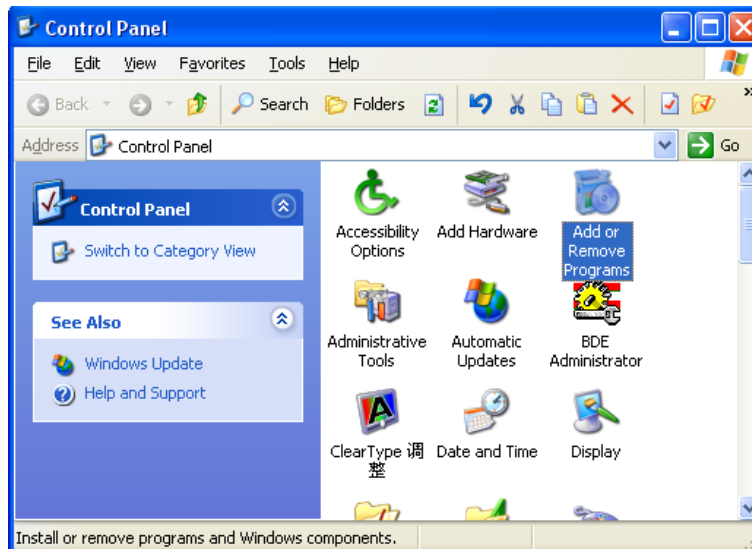 Control Panel
File Edit View Favorites Tools Help
Back Search Folders
Address Control Panel Go
Control Panel
Switch to Category View
See Also
Windows Update
Help and Support
Accessibility
Options
Add Hardware
Add or
Remove
Programs
Administrative
Tools
Automatic
Updates
BDE
Administrator
ClearType 调
整
Date and Time
Display
Install or remove programs and Windows components.